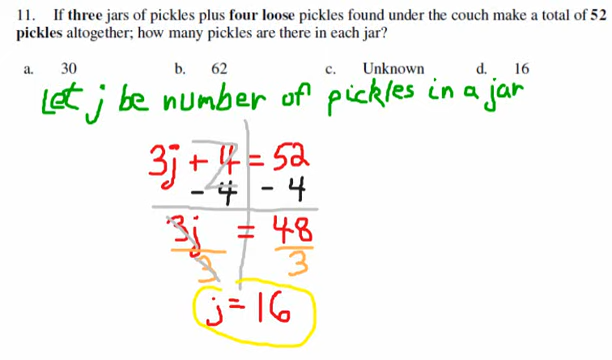 11. If three jars of pickles plus four loose pickles found under the couch make a total of 52
pickles altogether; how many pickles are there in each jar?
a. 30 b. 62 c. Unknown d. 16
Let j be number of pickles in a jar
3j + 4 = 52
- 4 - 4
3j = 48
3 3
j = 16